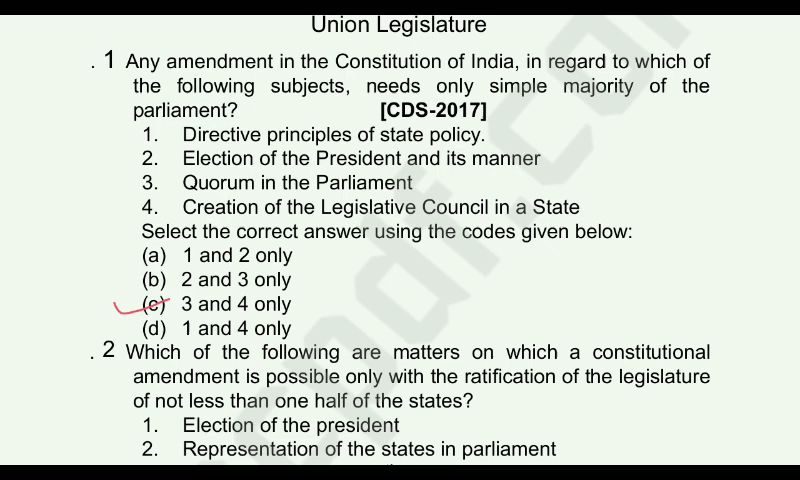 Union Legislature
. 1 Any amendment in the Constitution of India, in regard to which of
the following subjects, needs only simple majority of the
parliament? [CDS-2017]
1. Directive principles of state policy.
2. Election of the President and its manner
3. Quorum in the Parliament
4. Creation of the Legislative Council in a State
Select the correct answer using the codes given below:
(a) 1 and 2 only
(b) 2 and 3 only
(c) 3 and 4 only
(d) 1 and 4 only
. 2 Which of the following are matters on which a constitutional
amendment is possible only with the ratification of the legislature
of not less than one half of the states?
1. Election of the president
2. Representation of the states in parliament